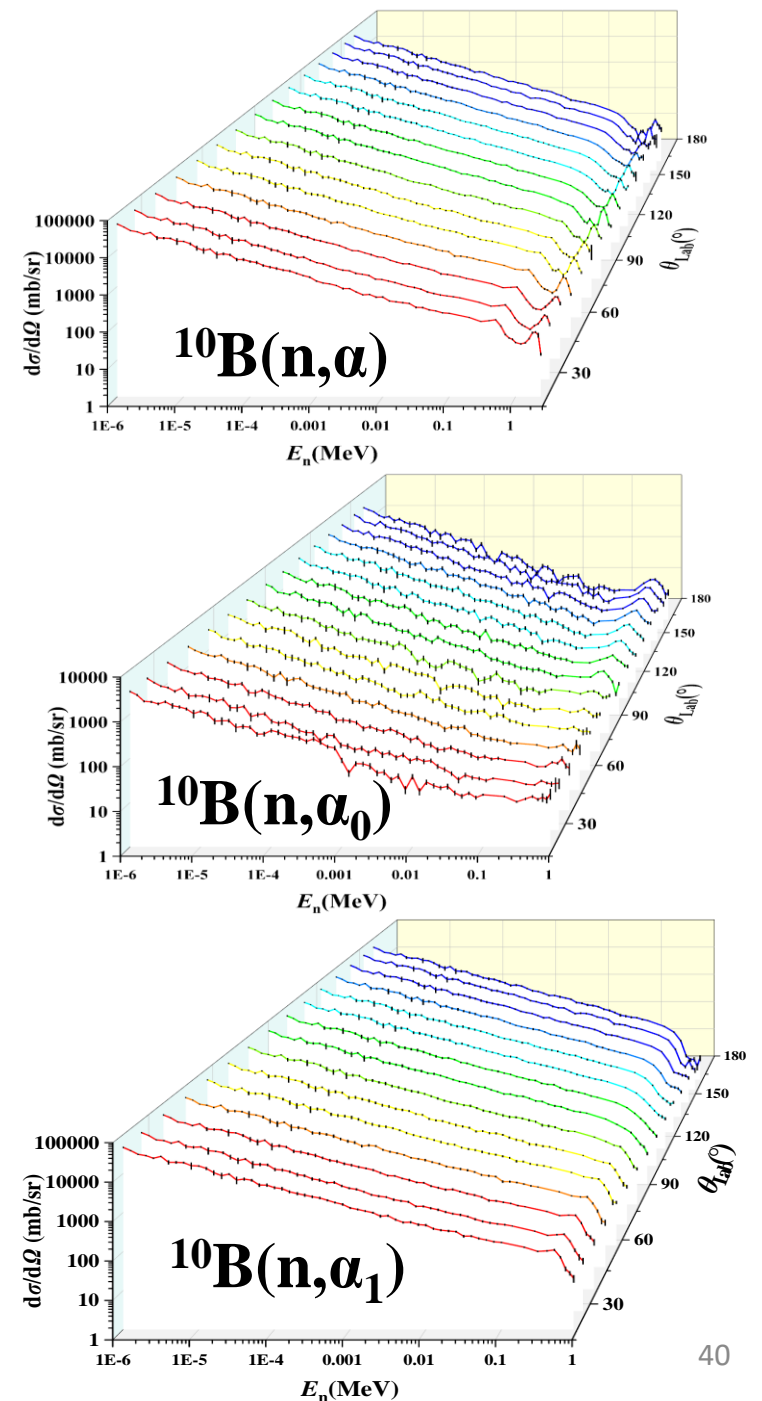 180
150
120
90
60
30
θLab(°)
100000
10000
1000
100
10
1
dσ/dΩ (mb/sr)
¹⁰B(n,α)
1E-6 1E-5 1E-4 0.001 0.01 0.1 1
Eₙ(MeV)
180
150
120
90
60
30
θLab(°)
10000
1000
100
10
1
dσ/dΩ (mb/sr)
¹⁰B(n,α₀)
1E-6 1E-5 1E-4 0.001 0.01 0.1 1
Eₙ(MeV)
180
150
120
90
60
30
θLab(°)
100000
10000
1000
100
10
1
dσ/dΩ (mb/sr)
¹⁰B(n,α₁)
1E-6 1E-5 1E-4 0.001 0.01 0.1 1
Eₙ(MeV)
40